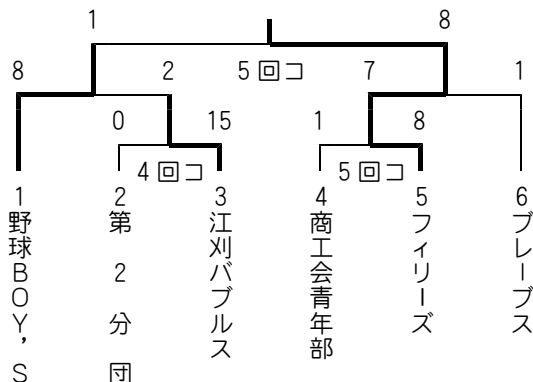 1 8
8 2 5回コ 7 1
0 15 1 8
4回コ 5回コ
1 2 3 4 5 6
野球BOY,S
第2分団
江刈バブルス
商工会青年部
フィリーズ
ブレーブス